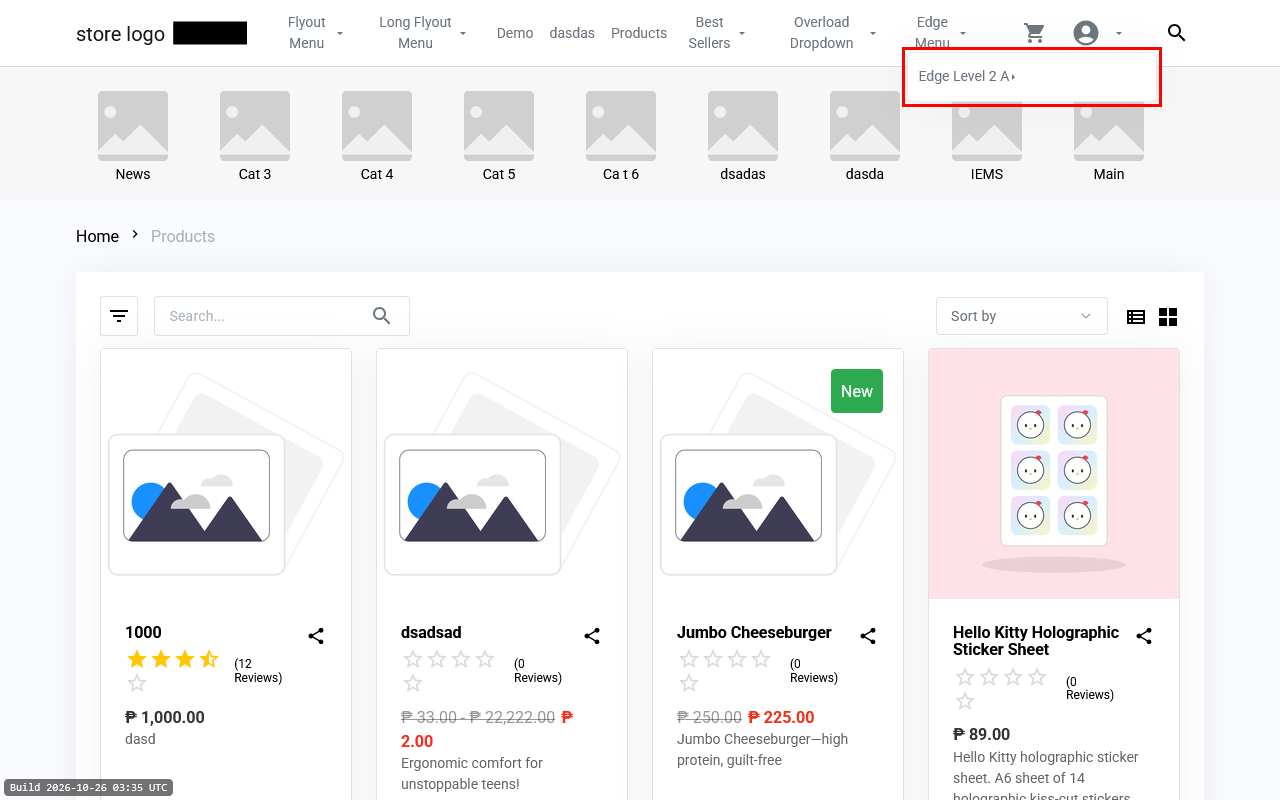 store logo
Flyout Menu
Long Flyout Menu
Demo
dasdas
Products
Best Sellers
Overload Dropdown
Edge Menu
Edge Level 2 A
News
Cat 3
Cat 4
Cat 5
Ca t 6
dsadas
dasda
IEMS
Main
Home
Products
Search...
Sort by
New
1000
(12 Reviews)
₱ 1,000.00
dasd
dsadsad
(0 Reviews)
₱ 33.00 - ₱ 22,222.00 ₱
2.00
Ergonomic comfort for
unstoppable teens!
Jumbo Cheeseburger
(0 Reviews)
₱ 250.00 ₱ 225.00
Jumbo Cheeseburger—high
protein, guilt-free
Hello Kitty Holographic
Sticker Sheet
(0 Reviews)
₱ 89.00
Hello Kitty holographic sticker
sheet. A6 sheet of 14
holographic kiss-cut stickers
Build 2026-10-26 03:35 UTC